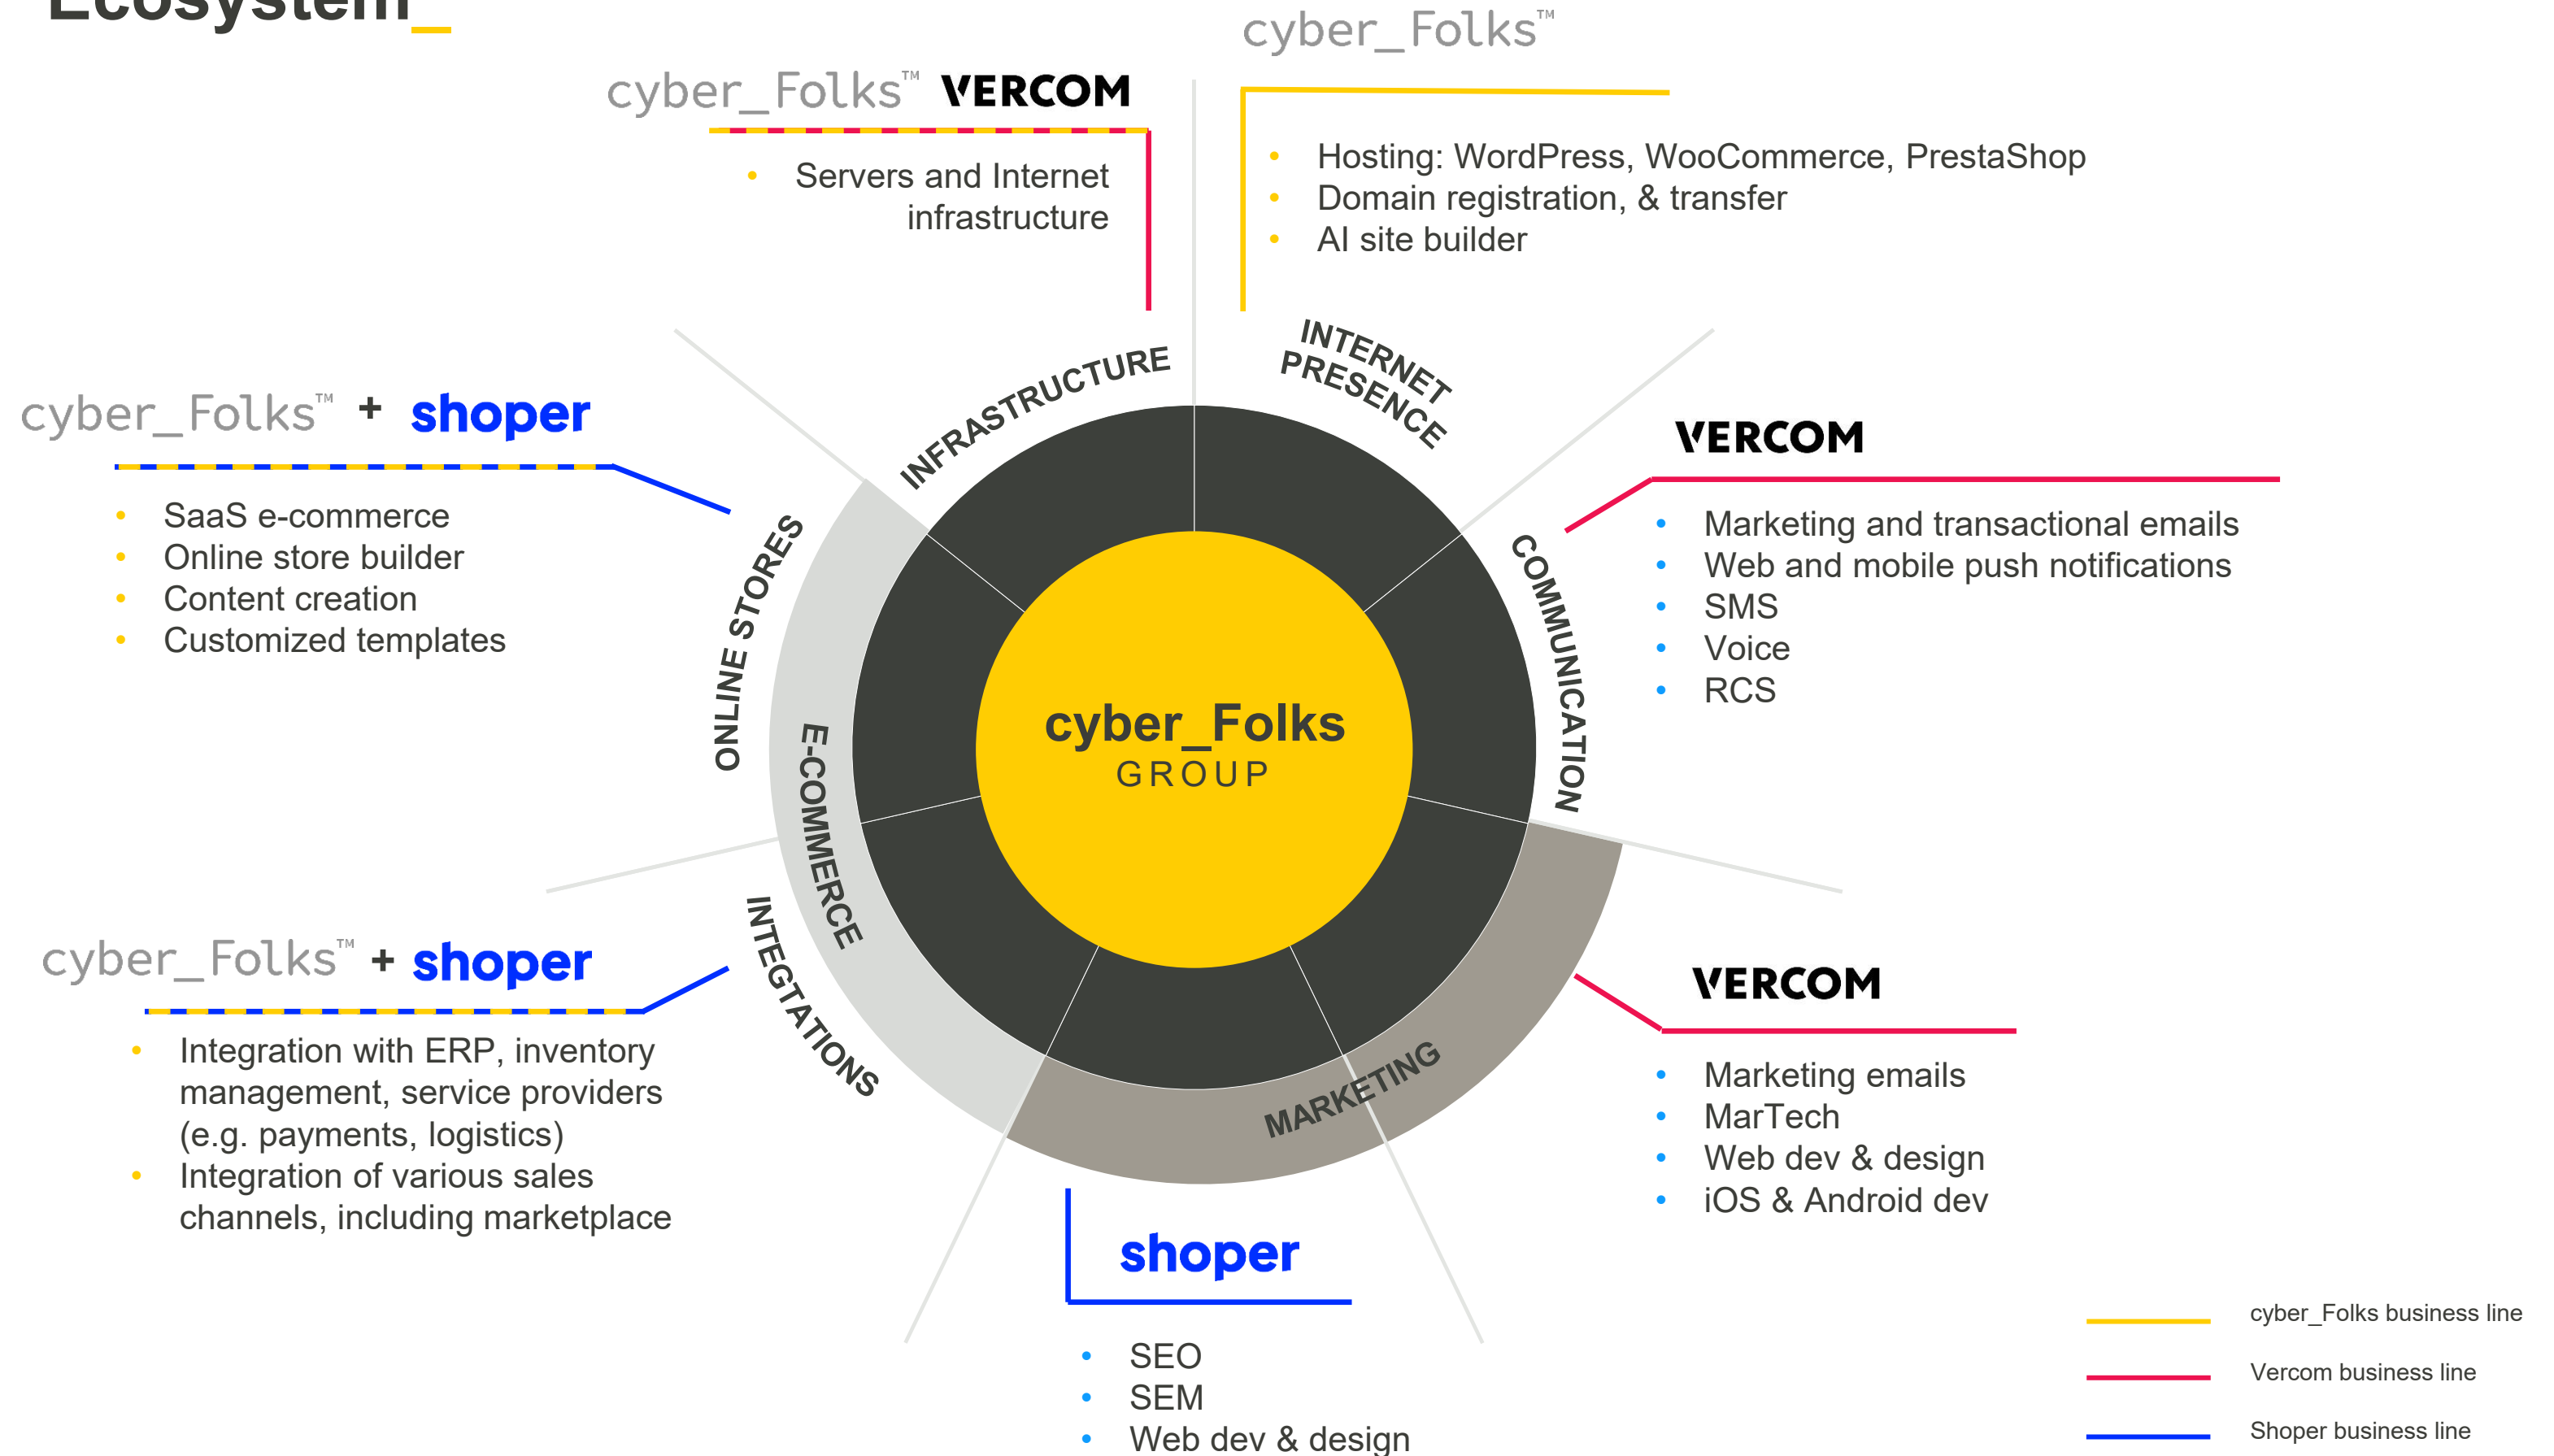 Ecosystem_
cyber_Folks™
cyber_Folks™ VERCOM
Servers and Internet
infrastructure
• Hosting: WordPress, WooCommerce, PrestaShop
• Domain registration, & transfer
• AI site builder
INFRASTRUCTURE
INTERNET
PRESENCE
cyber_Folks™ + shoper
• SaaS e-commerce
• Online store builder
• Content creation
• Customized templates
ONLINE STORES
VERCOM
• Marketing and transactional emails
• Web and mobile push notifications
• SMS
• Voice
• RCS
COMMUNICATION
cyber_Folks
GROUP
E-COMMERCE
INTEGTATIONS
cyber_Folks™ + shoper
• Integration with ERP, inventory
management, service providers
(e.g. payments, logistics)
• Integration of various sales
channels, including marketplace
MARKETING
VERCOM
• Marketing emails
• MarTech
• Web dev & design
• iOS & Android dev
shoper
• SEO
• SEM
• Web dev & design
cyber_Folks business line
Vercom business line
Shoper business line